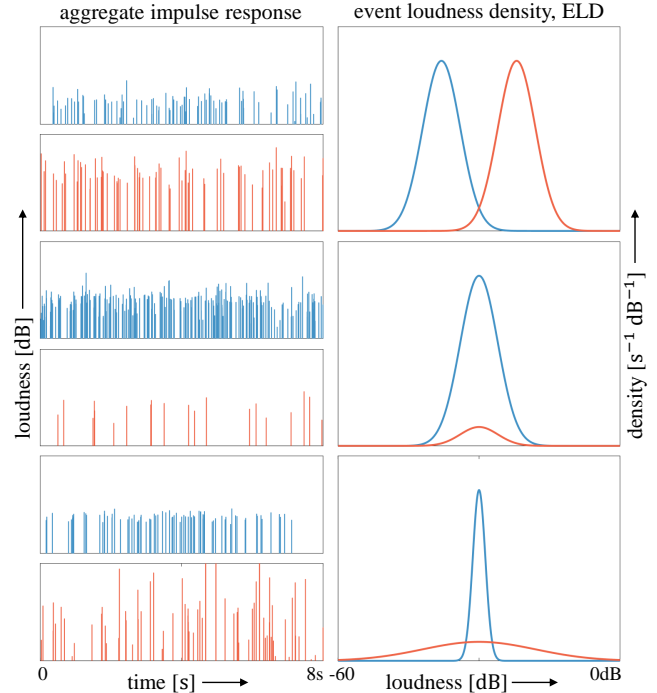 aggregate impulse response
event loudness density, ELD
loudness [dB]
density [s⁻¹ dB⁻¹]
0
time [s]
8s
-60
loudness [dB]
0dB